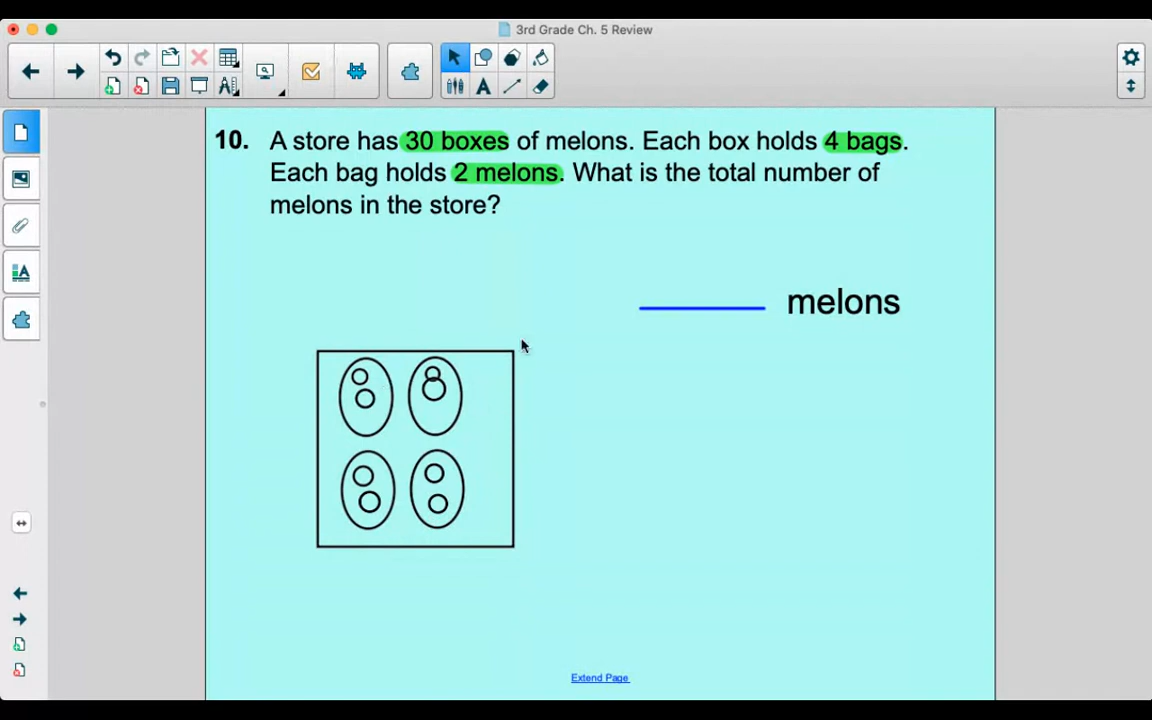 3rd Grade Ch. 5 Review
10. A store has 30 boxes of melons. Each box holds 4 bags.
Each bag holds 2 melons. What is the total number of
melons in the store?
melons
Extend Page